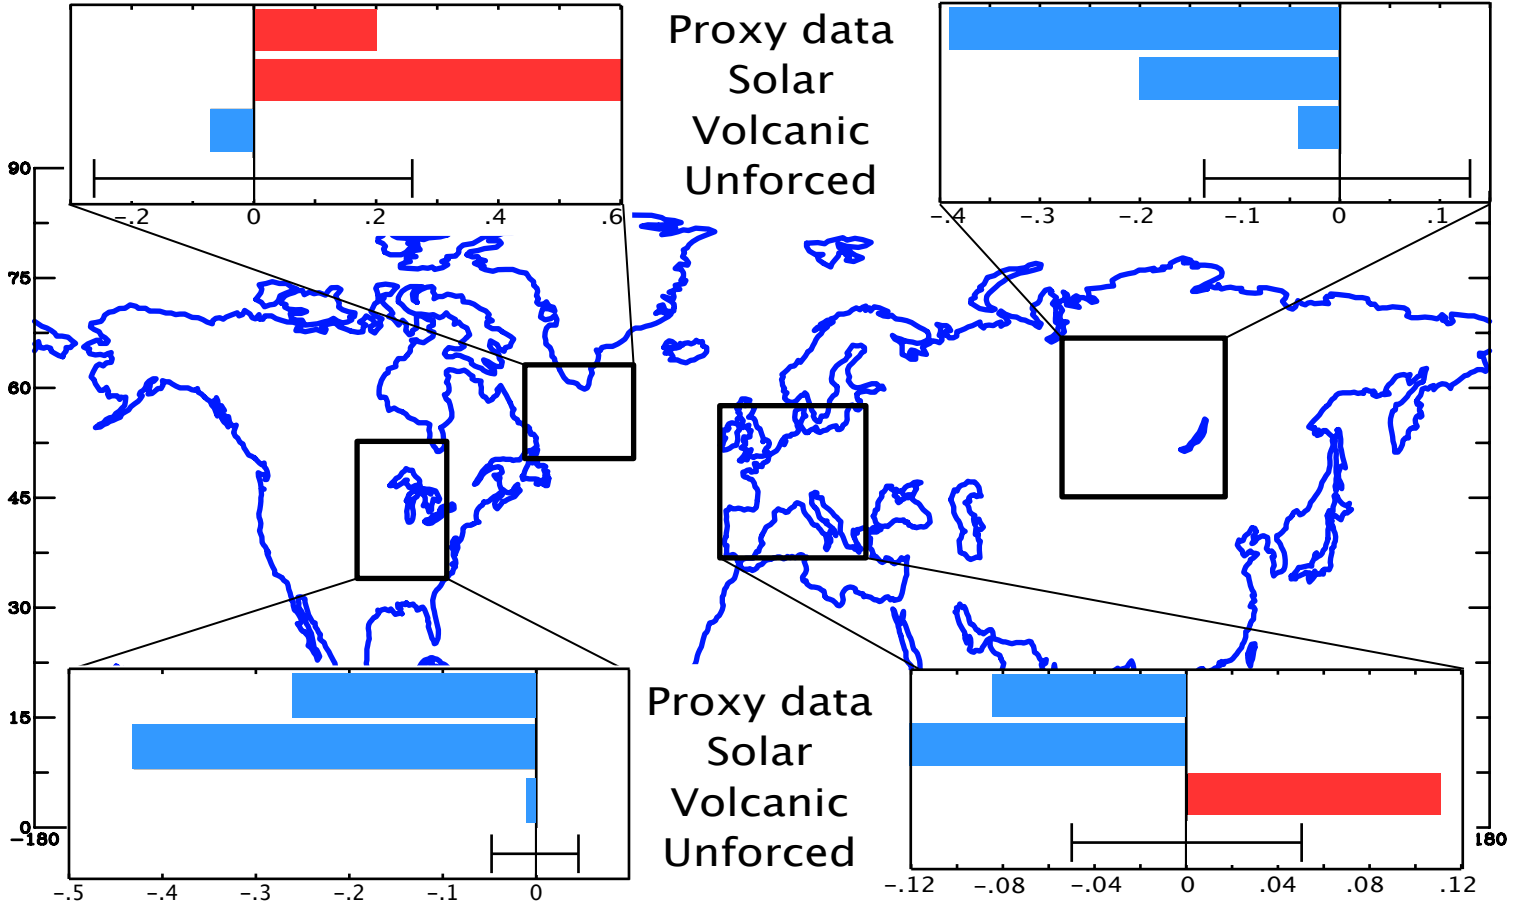 Proxy data
Solar
Volcanic
Unforced
-.2 0 .2 .4 .6
-.4 -.3 -.2 -.1 0 .1
90
75
60
45
30
15
0
-180
180
Proxy data
Solar
Volcanic
Unforced
-.5 -.4 -.3 -.2 -.1 0
-.12 -.08 -.04 0 .04 .08 .12